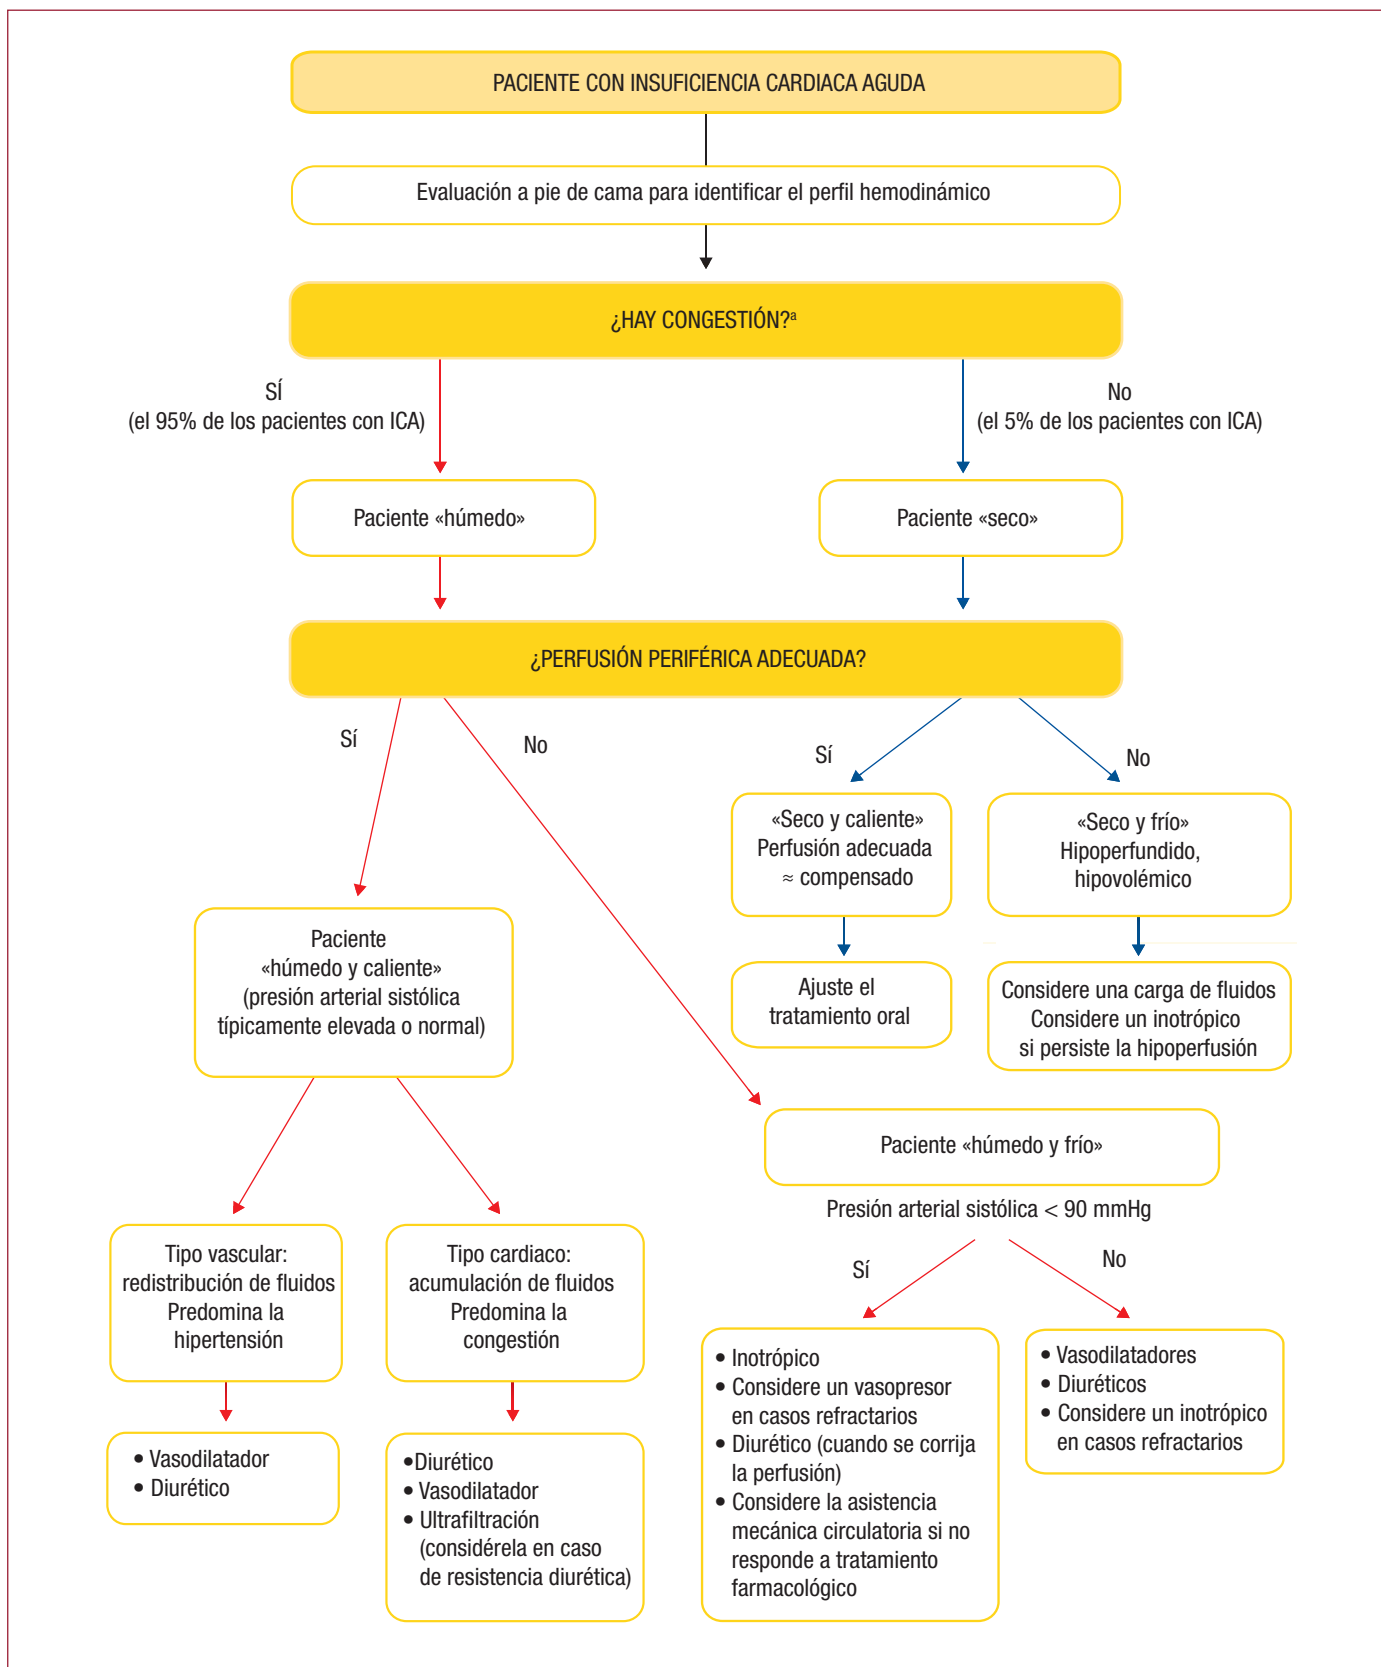 PACIENTE CON INSUFICIENCIA CARDIACA AGUDA
Evaluación a pie de cama para identificar el perfil hemodinámico
¿HAY CONGESTIÓN?ª
SÍ
(el 95% de los pacientes con ICA)
No
(el 5% de los pacientes con ICA)
Paciente «húmedo»
Paciente «seco»
¿PERFUSIÓN PERIFÉRICA ADECUADA?
Sí
No
Sí
No
«Seco y caliente»
Perfusión adecuada
≈ compensado
«Seco y frío»
Hipoperfundido,
hipovolémico
Paciente
«húmedo y caliente»
(presión arterial sistólica
típicamente elevada o normal)
Ajuste el
tratamiento oral
Considere una carga de fluidos
Considere un inotrópico
si persiste la hipoperfusión
Paciente «húmedo y frío»
Presión arterial sistólica < 90 mmHg
Sí
No
Tipo vascular:
redistribución de fluidos
Predomina la
hipertensión
Tipo cardiaco:
acumulación de fluidos
Predomina la
congestión
• Vasodilatador
• Diurético
•Diurético
• Vasodilatador
• Ultrafiltración
(considérela en caso
de resistencia diurética)
• Inotrópico
• Considere un vasopresor
en casos refractarios
• Diurético (cuando se corrija
la perfusión)
• Considere la asistencia
mecánica circulatoria si no
responde a tratamiento
farmacológico
• Vasodilatadores
• Diuréticos
• Considere un inotrópico
en casos refractarios